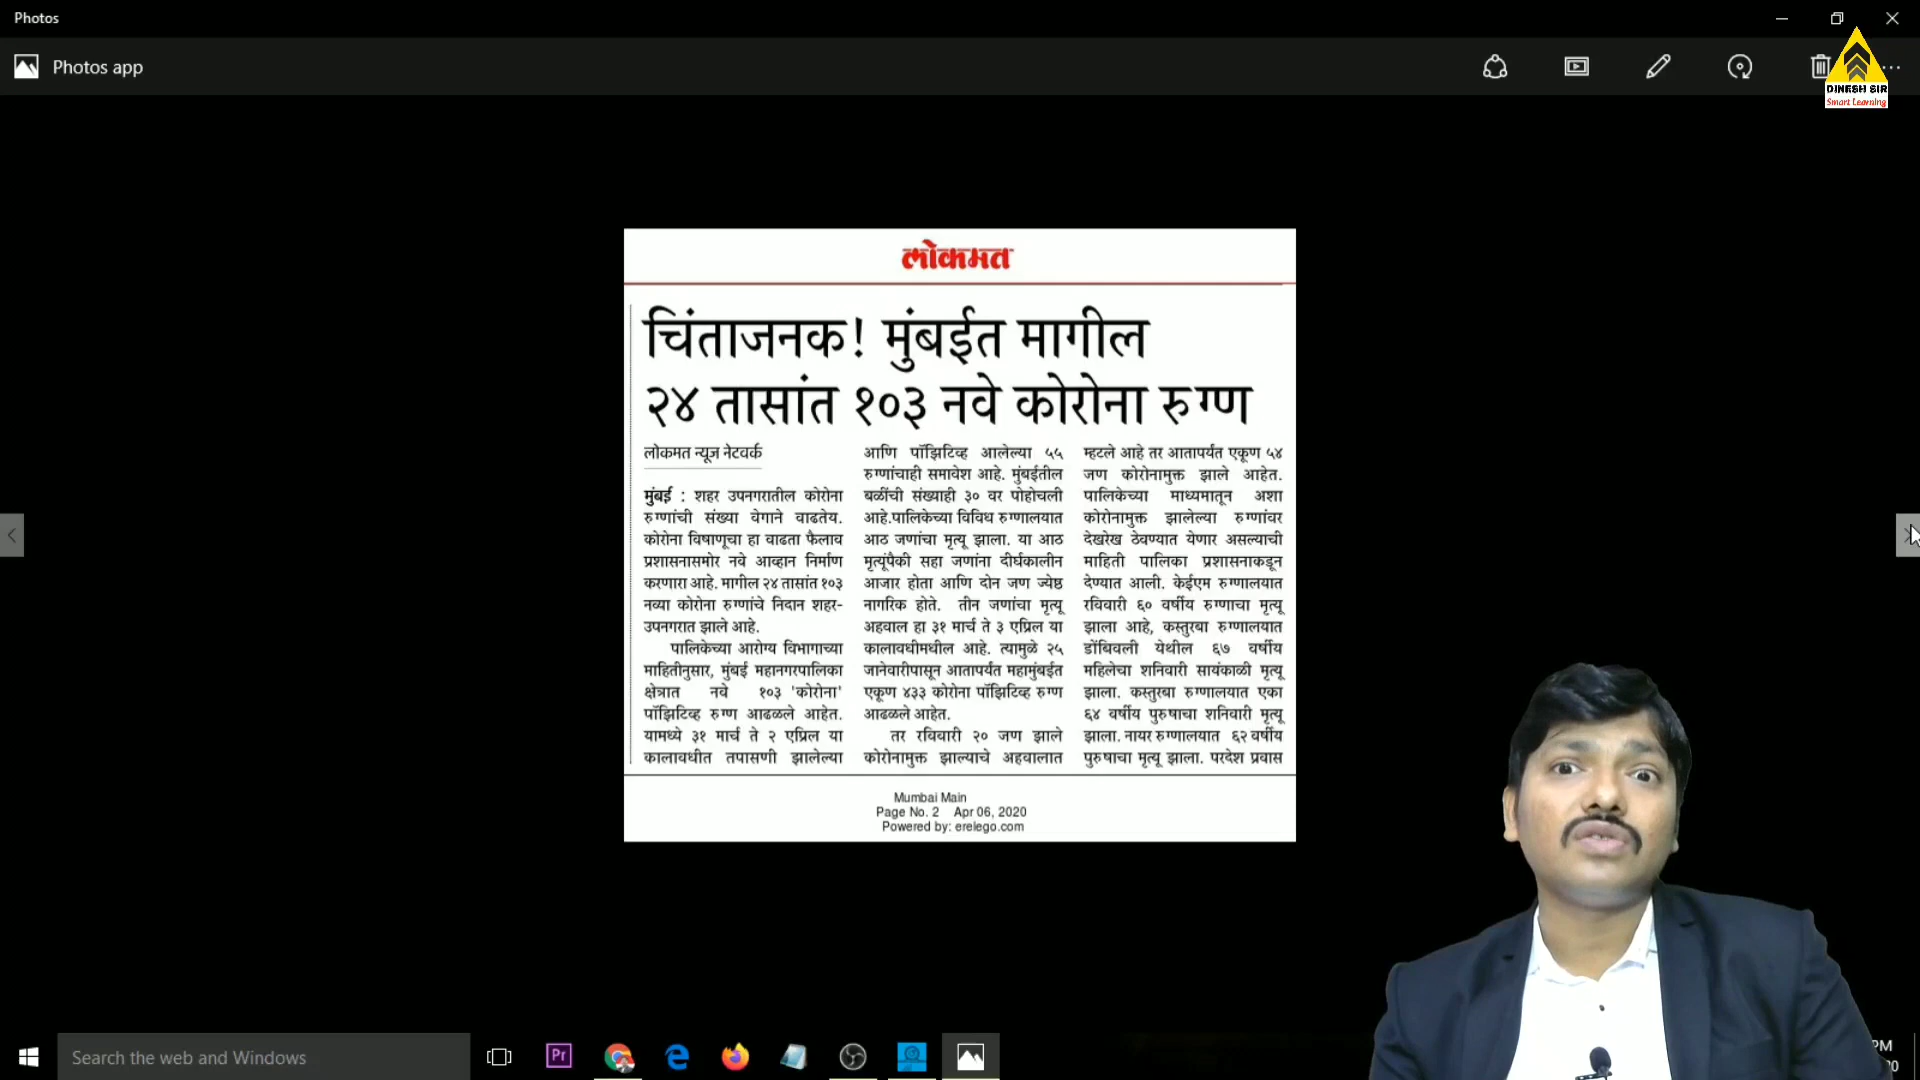 Photos
Photos app
DINESH SIR
Smart Learning
लोकमत
चिंताजनक! मुंबईत मागील
२४ तासांत १०३ नवे कोरोना रुग्ण
लोकमत न्यूज नेटवर्क
मुंबई : शहर उपनगरातील कोरोना
रुग्णांची संख्या वेगाने वाढतेय.
कोरोना विषाणूचा हा वाढता फैलाव
प्रशासनासमोर नवे आव्हान निर्माण
करणारा आहे. मागील २४ तासांत १०३
नव्या कोरोना रुग्णांचे निदान शहर-
उपनगरात झाले आहे.
पालिकेच्या आरोग्य विभागाच्या
माहितीनुसार, मुंबई महानगरपालिका
क्षेत्रात नवे १०३ 'कोरोना'
पॉझिटिव्ह रुग्ण आढळले आहेत.
यामध्ये ३१ मार्च ते २ एप्रिल या
कालावधीत तपासणी झालेल्या
आणि पॉझिटिव्ह आलेल्या ५५
रुग्णांचाही समावेश आहे. मुंबईतील
बळींची संख्याही ३० वर पोहोचली
आहे.पालिकेच्या विविध रुग्णालयात
आठ जणांचा मृत्यू झाला. या आठ
मृत्यूंपैकी सहा जणांना दीर्घकालीन
आजार होता आणि दोन जण ज्येष्ठ
नागरिक होते. तीन जणांचा मृत्यू
अहवाल हा ३१ मार्च ते ३ एप्रिल या
कालावधीमधील आहे. त्यामुळे २५
जानेवारीपासून आतापर्यंत महामुंबईत
एकूण ४३३ कोरोना पॉझिटिव्ह रुग्ण
आढळले आहेत.
तर रविवारी २० जण झाले
कोरोनामुक्त झाल्याचे अहवालात
म्हटले आहे तर आतापर्यंत एकूण ५४
जण कोरोनामुक्त झाले आहेत.
पालिकेच्या माध्यमातून अशा
कोरोनामुक्त झालेल्या रुग्णांवर
देखरेख ठेवण्यात येणार असल्याची
माहिती पालिका प्रशासनाकडून
देण्यात आली. केईएम रुग्णालयात
रविवारी ६० वर्षीय रुग्णाचा मृत्यू
झाला आहे, कस्तुरबा रुग्णालयात
डोंबिवली येथील ६७ वर्षीय
महिलेचा शनिवारी सायंकाळी मृत्यू
झाला. कस्तुरबा रुग्णालयात एका
६४ वर्षीय पुरुषाचा शनिवारी मृत्यू
झाला. नायर रुग्णालयात ६२ वर्षीय
पुरुषाचा मृत्यू झाला. परदेश प्रवास
Mumbai Main
Page No. 2 Apr 06, 2020
Powered by: erelego.com
Search the web and Windows
Pr
PM